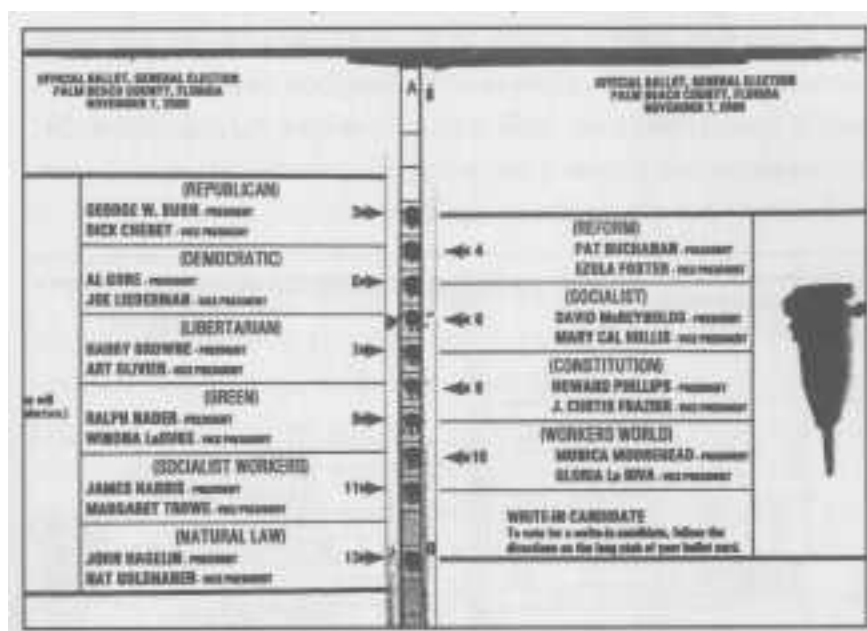 OFFICIAL BALLOT, GENERAL ELECTION
PALM BEACH COUNTY, FLORIDA
NOVEMBER 7, 2000
(REPUBLICAN)
GEORGE W. BUSH - PRESIDENT
DICK CHENEY - VICE PRESIDENT
3
(DEMOCRATIC)
AL GORE - PRESIDENT
JOE LIEBERMAN - VICE PRESIDENT
5
(LIBERTARIAN)
HARRY BROWNE - PRESIDENT
ART OLIVIER - VICE PRESIDENT
7
(GREEN)
RALPH NADER - PRESIDENT
WINONA LaDUKE - VICE PRESIDENT
9
(SOCIALIST WORKERS)
JAMES HARRIS - PRESIDENT
MARGARET TROWE - VICE PRESIDENT
11
(NATURAL LAW)
JOHN HAGELIN - PRESIDENT
NAT GOLDHABER - VICE PRESIDENT
13
A
OFFICIAL BALLOT, GENERAL ELECTION
PALM BEACH COUNTY, FLORIDA
NOVEMBER 7, 2000
(REFORM)
4 PAT BUCHANAN - PRESIDENT
EZOLA FOSTER - VICE PRESIDENT
(SOCIALIST)
6 DAVID McREYNOLDS - PRESIDENT
MARY CAL HOLLIS - VICE PRESIDENT
(CONSTITUTION)
8 HOWARD PHILLIPS - PRESIDENT
J. CURTIS FRAZIER - VICE PRESIDENT
(WORKERS WORLD)
10 MONICA MOOREHEAD - PRESIDENT
GLORIA La RIVA - VICE PRESIDENT
WRITE-IN CANDIDATE
To vote for a write-in candidate, follow the
directions on the long stub of your ballot card.